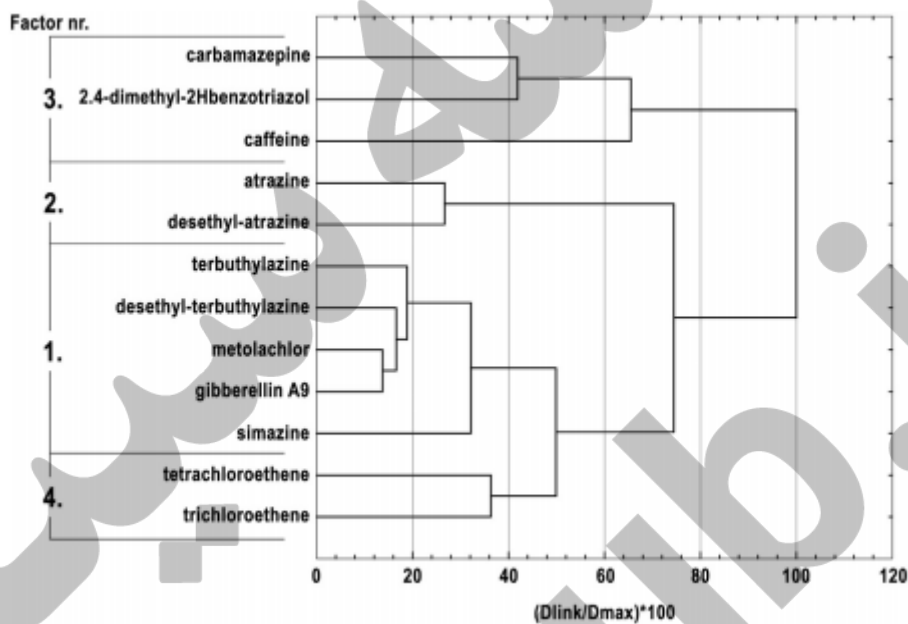 Factor nr.
carbamazepine
3. 2.4-dimethyl-2Hbenzotriazol
caffeine
atrazine
2.
desethyl-atrazine
terbuthylazine
desethyl-terbuthylazine
1. metolachlor
gibberellin A9
simazine
tetrachloroethene
4.
trichloroethene
0 20 40 60 80 100 120
(Dlink/Dmax)*100